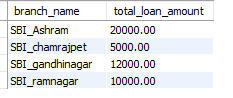 branch_name total_loan_amount
SBI_Ashram 20000.00
SBI_chamrajpet 5000.00
SBI_gandhinagar 12000.00
SBI_ramnagar 10000.00